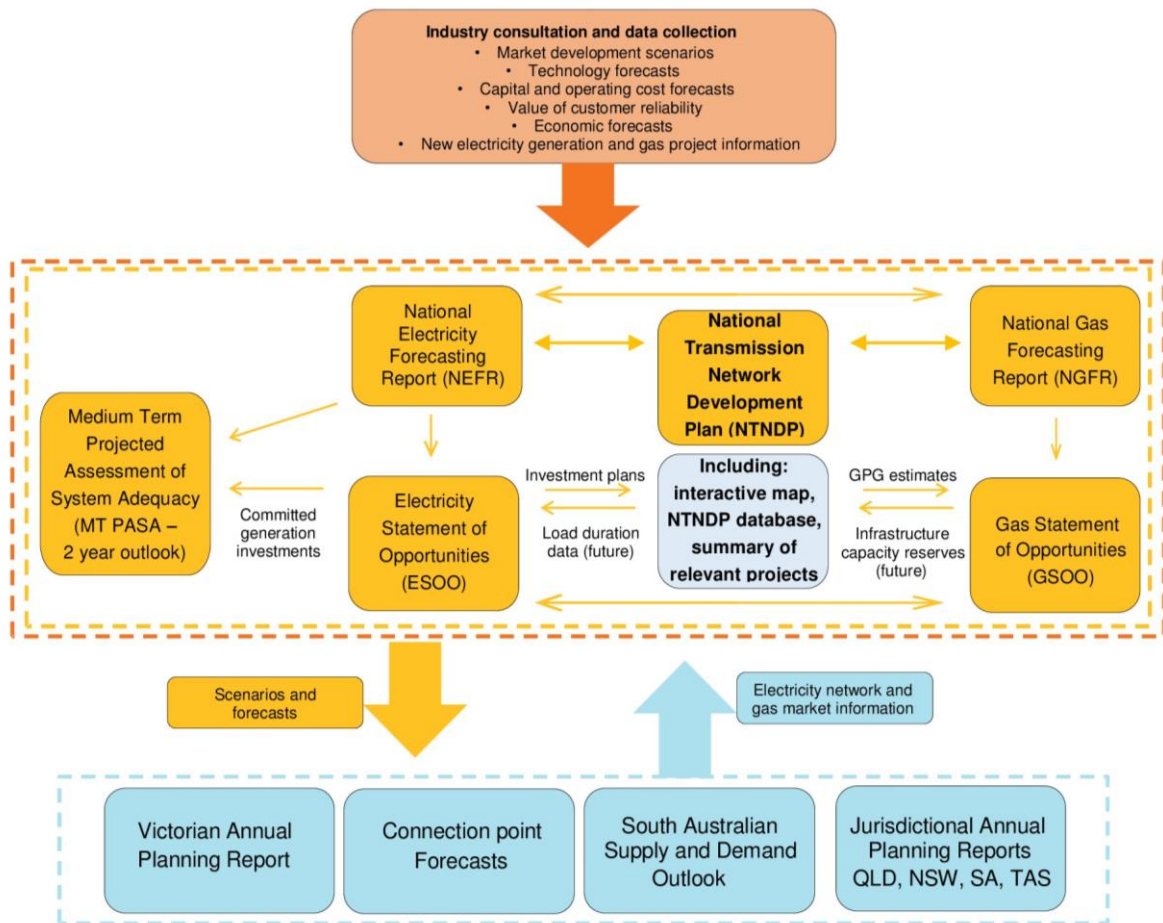 Industry consultation and data collection
• Market development scenarios
• Technology forecasts
• Capital and operating cost forecasts
• Value of customer reliability
• Economic forecasts
• New electricity generation and gas project information
National
Electricity
Forecasting
Report (NEFR)
National
Transmission
Network
Development
Plan (NTNDP)
National Gas
Forecasting
Report (NGFR)
Medium Term
Projected
Assessment of
System Adequacy
(MT PASA –
2 year outlook)
Committed
generation
investments
Electricity
Statement of
Opportunities
(ESOO)
Investment plans
Load duration
data (future)
Including:
interactive map,
NTNDP database,
summary of
relevant projects
GPG estimates
Infrastructure
capacity reserves
(future)
Gas Statement
of Opportunities
(GSOO)
Scenarios and
forecasts
Electricity network and
gas market information
Victorian Annual
Planning Report
Connection point
Forecasts
South Australian
Supply and Demand
Outlook
Jurisdictional Annual
Planning Reports
QLD, NSW, SA, TAS